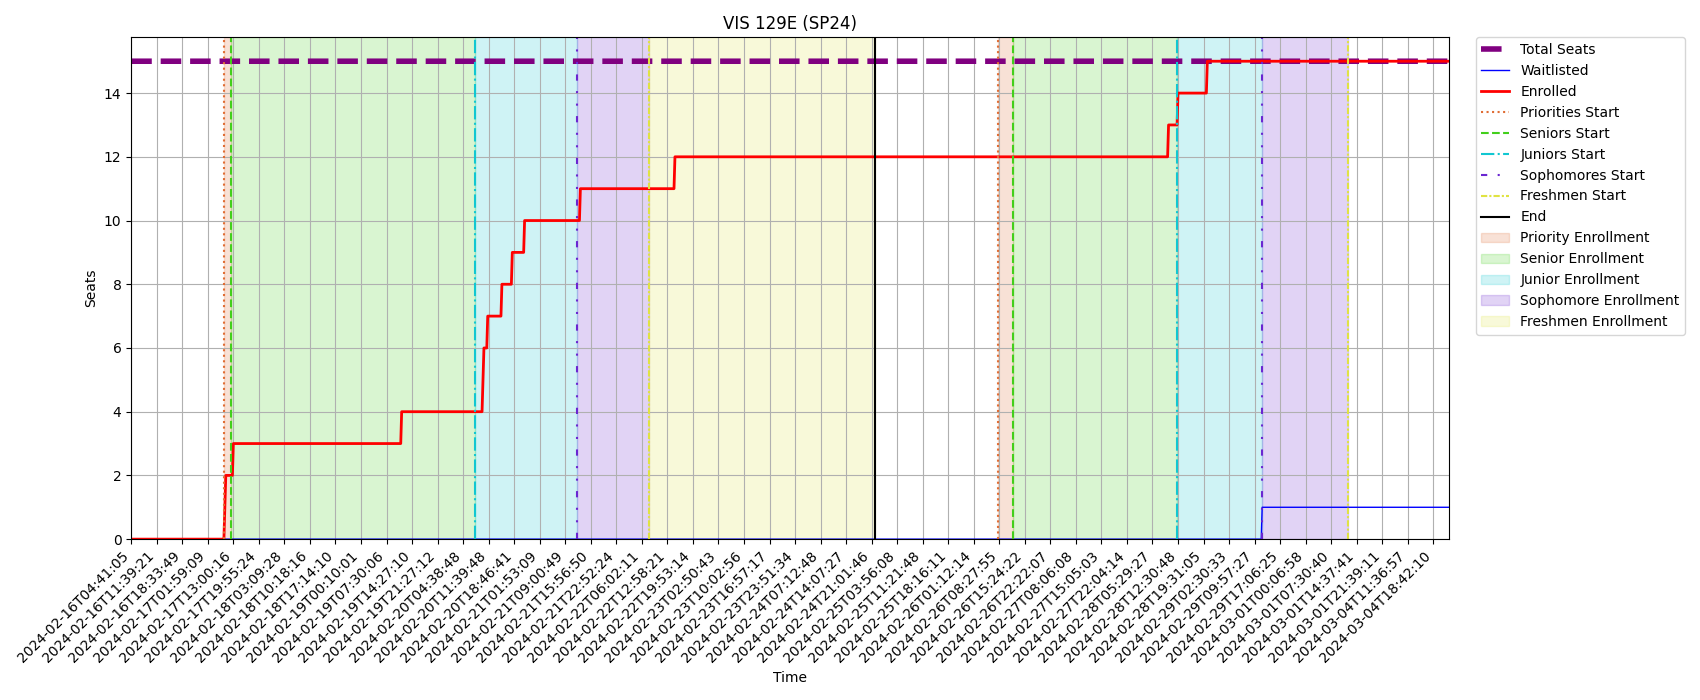 VIS 129E (SP24)
Seats
14
12
10
8
6
4
2
0
2024-02-16T04:41:05
2024-02-16T11:39:21
2024-02-16T18:33:49
2024-02-17T01:59:09
2024-02-17T13:00:16
2024-02-17T19:55:24
2024-02-18T03:09:28
2024-02-18T10:18:16
2024-02-18T17:14:10
2024-02-19T00:10:01
2024-02-19T07:30:06
2024-02-19T14:27:10
2024-02-19T21:27:12
2024-02-20T04:38:48
2024-02-20T11:39:48
2024-02-20T18:46:41
2024-02-21T01:53:09
2024-02-21T09:00:49
2024-02-21T15:56:50
2024-02-21T22:52:24
2024-02-22T06:02:11
2024-02-22T12:58:21
2024-02-22T19:53:14
2024-02-23T02:50:43
2024-02-23T10:02:56
2024-02-23T16:57:17
2024-02-23T23:51:34
2024-02-24T07:12:48
2024-02-24T14:07:27
2024-02-24T21:01:46
2024-02-25T03:56:08
2024-02-25T11:21:48
2024-02-25T18:16:11
2024-02-26T01:12:14
2024-02-26T08:27:55
2024-02-26T15:24:22
2024-02-26T22:22:07
2024-02-27T08:06:08
2024-02-27T15:05:03
2024-02-27T22:04:14
2024-02-28T05:29:27
2024-02-28T12:30:48
2024-02-28T19:31:05
2024-02-29T02:30:33
2024-02-29T09:57:27
2024-02-29T17:06:25
2024-03-01T00:06:58
2024-03-01T07:30:40
2024-03-01T14:37:41
2024-03-01T21:39:11
2024-03-04T11:36:57
2024-03-04T18:42:10
Time
Total Seats
Waitlisted
Enrolled
Priorities Start
Seniors Start
Juniors Start
Sophomores Start
Freshmen Start
End
Priority Enrollment
Senior Enrollment
Junior Enrollment
Sophomore Enrollment
Freshmen Enrollment